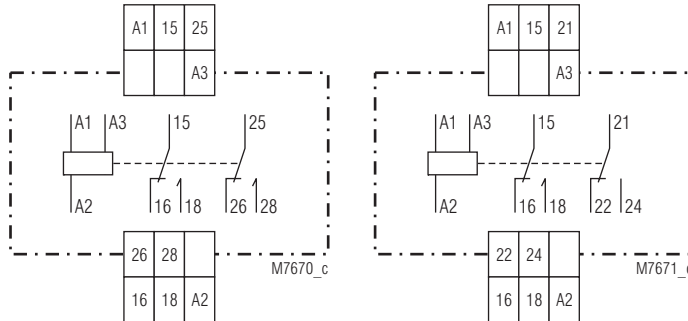 A1 15 25
A3
A1 A3 15 25
A2 16 18 26 28
26 28
M7670_c
16 18 A2
A1 15 21
A3
A1 A3 15 21
A2 16 18 22 24
22 24
16 18 A2